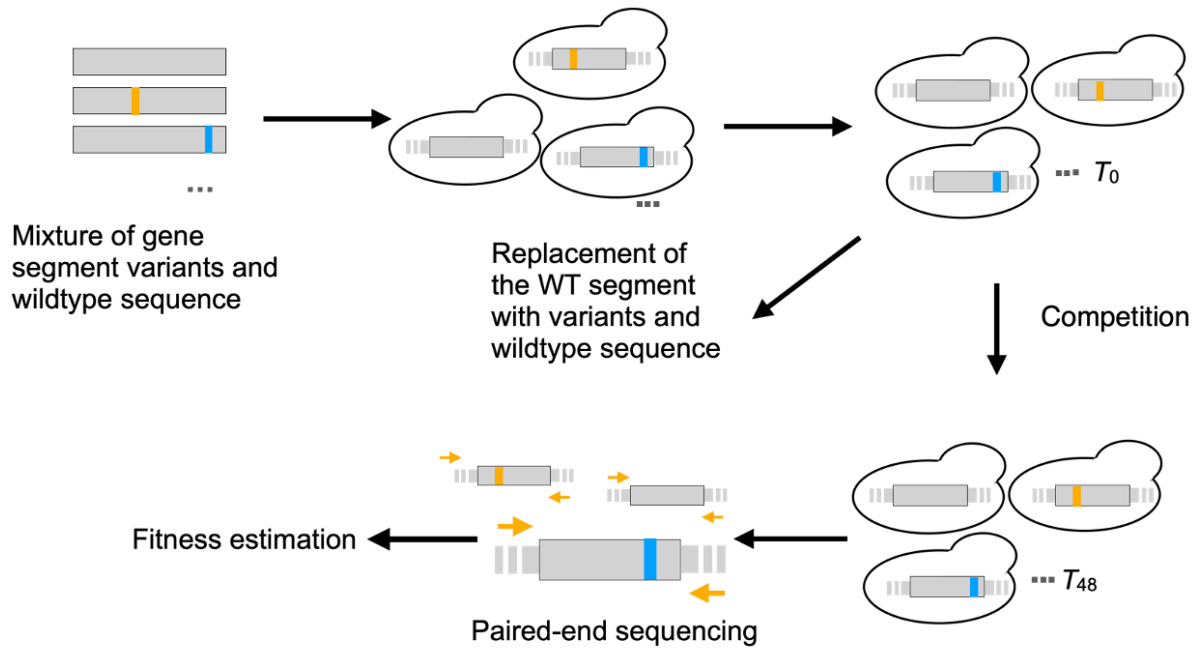 Mixture of gene
segment variants and
wildtype sequence
Replacement of
the WT segment
with variants and
wildtype sequence
T0
Competition
T48
Paired-end sequencing
Fitness estimation